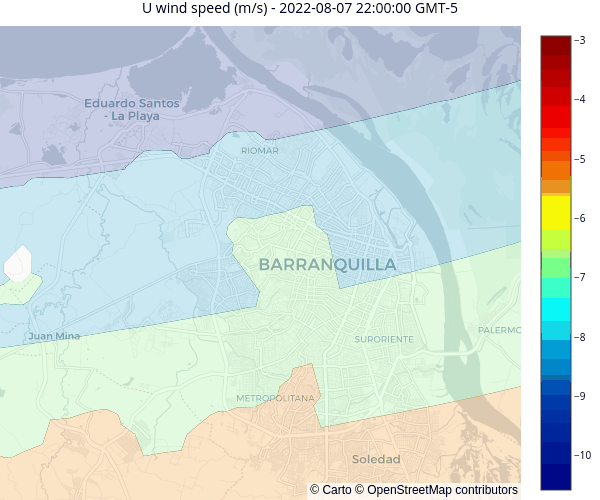 U wind speed (m/s) - 2022-08-07 22:00:00 GMT-5
Eduardo Santos
- La Playa
RIOMAR
BARRANQUILLA
Juan Mina
SURORIENTE
PALERMO
METROPOLITANA
Soledad
© Carto © OpenStreetMap contributors
−3
−4
−5
−6
−7
−8
−9
−10